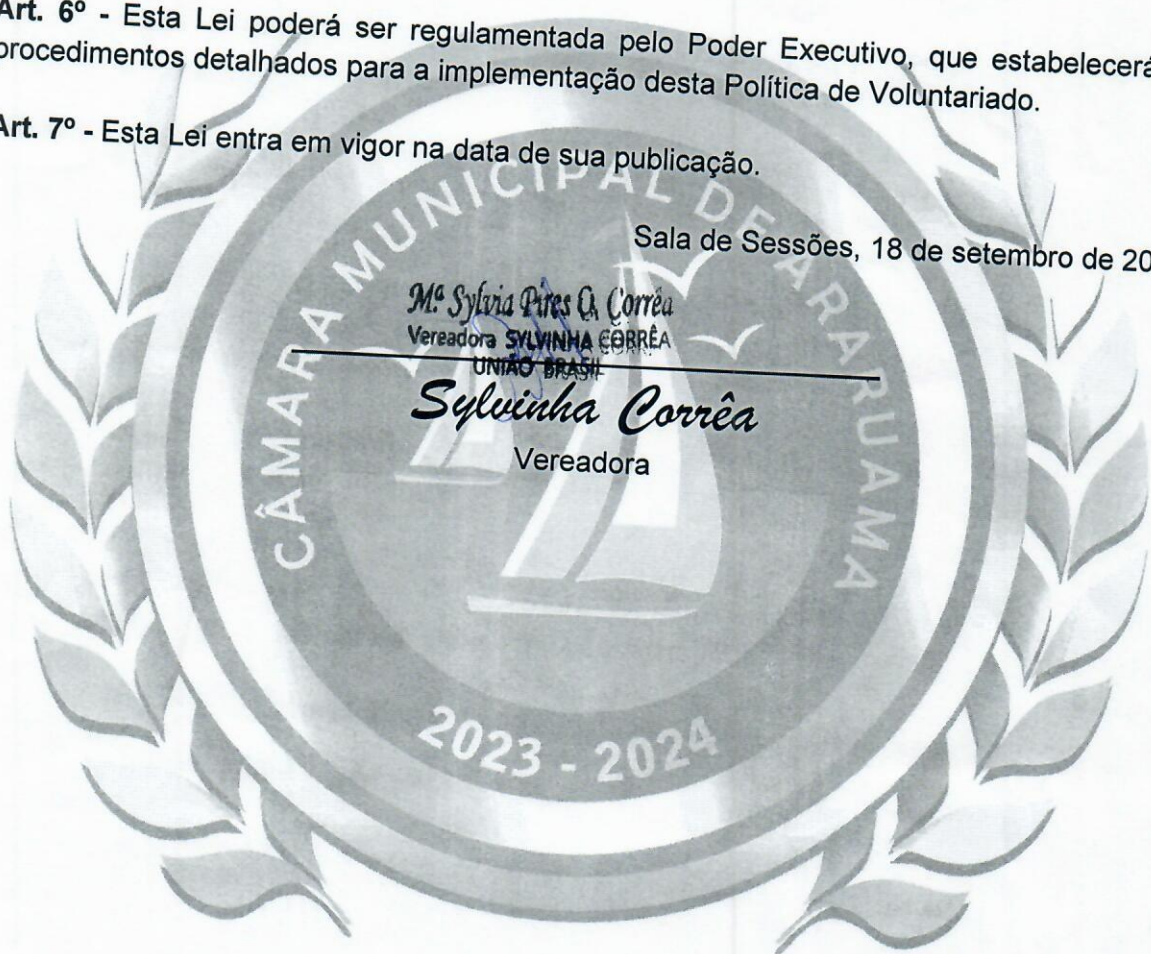 Art. 6º - Esta Lei poderá ser regulamentada pelo Poder Executivo, que estabelecerá
procedimentos detalhados para a implementação desta Política de Voluntariado.
Art. 7º - Esta Lei entra em vigor na data de sua publicação.
Sala de Sessões, 18 de setembro de 20
Mª Sylvia Pires Q. Corrêa
Vereadora SYLVINHA CORRÊA
UNIÃO BRASIL
Sylvinha Corrêa
Vereadora
CÂMARA MUNICIPAL DE ARARUAMA
2023 - 2024